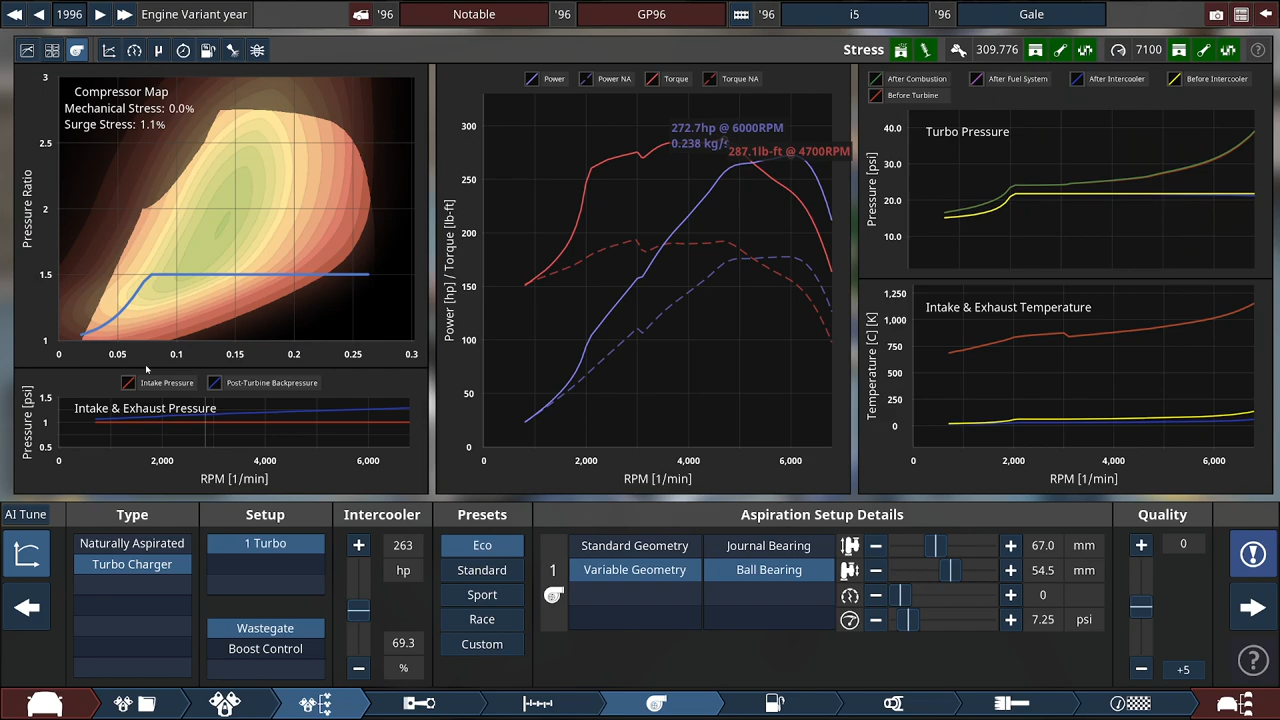 1996 Engine Variant year '96 Notable '96 GP96 '96 i5 '96 Gale
Stress 309.776 7100
Compressor Map
Mechanical Stress: 0.0%
Surge Stress: 1.1%
Pressure Ratio
3
2.5
2
1.5
1
0 0.05 0.1 0.15 0.2 0.25 0.3
Intake Pressure Post-Turbine Backpressure
Intake & Exhaust Pressure
Pressure [psi]
1.5
1
0.5
0 2,000 4,000 6,000
RPM [1/min]
Power Power NA Torque Torque NA
272.7hp @ 6000RPM
0.238 kg/s
287.1lb-ft @ 4700RPM
Power [hp] / Torque [lb-ft]
300
250
200
150
100
50
0
0 2,000 4,000 6,000
RPM [1/min]
After Combustion After Fuel System After Intercooler Before Intercooler
Before Turbine
Turbo Pressure
Pressure [psi]
40.0
30.0
20.0
10.0
Intake & Exhaust Temperature
Temperature [C] [K]
1,250
1,000
750
500
250
0
0 2,000 4,000 6,000
RPM [1/min]
AI Tune Type Setup Intercooler Presets Aspiration Setup Details Quality
Naturally Aspirated
Turbo Charger
1 Turbo
Wastegate
Boost Control
263
hp
69.3
%
Eco
Standard
Sport
Race
Custom
1
Standard Geometry Journal Bearing
Variable Geometry Ball Bearing
67.0 mm
54.5 mm
0
7.25 psi
0
+5